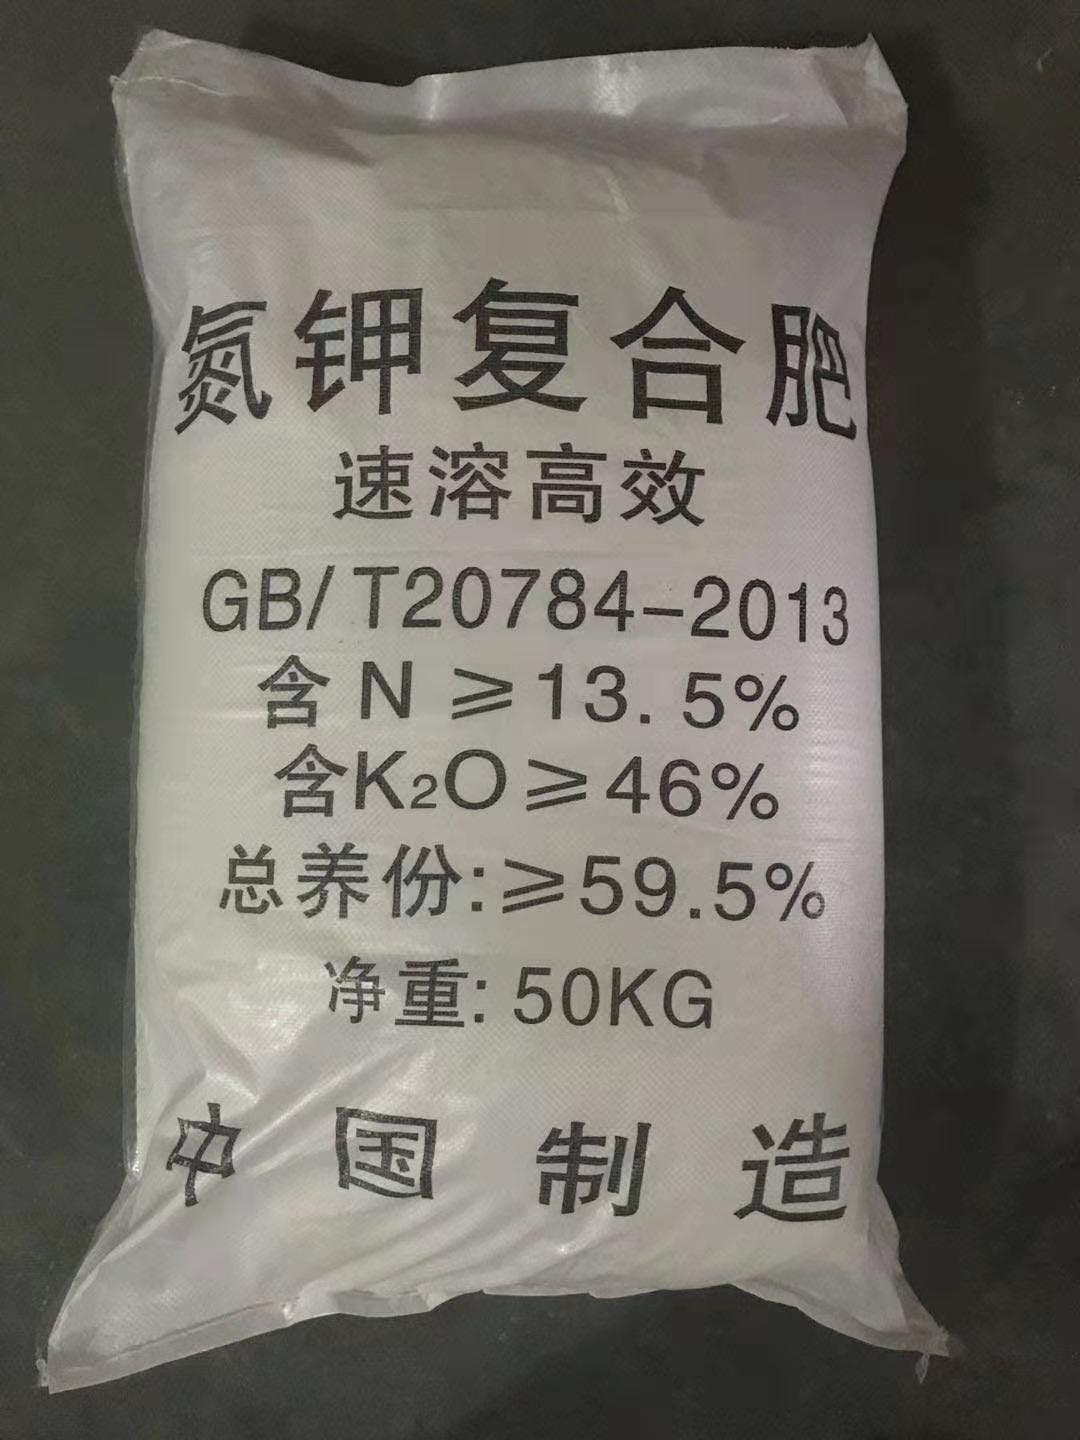 氮钾复合肥
速溶高效
GB/T20784-2013
含N≥13.5%
含K₂O≥46%
总养份:≥59.5%
净重:50KG
中国制造